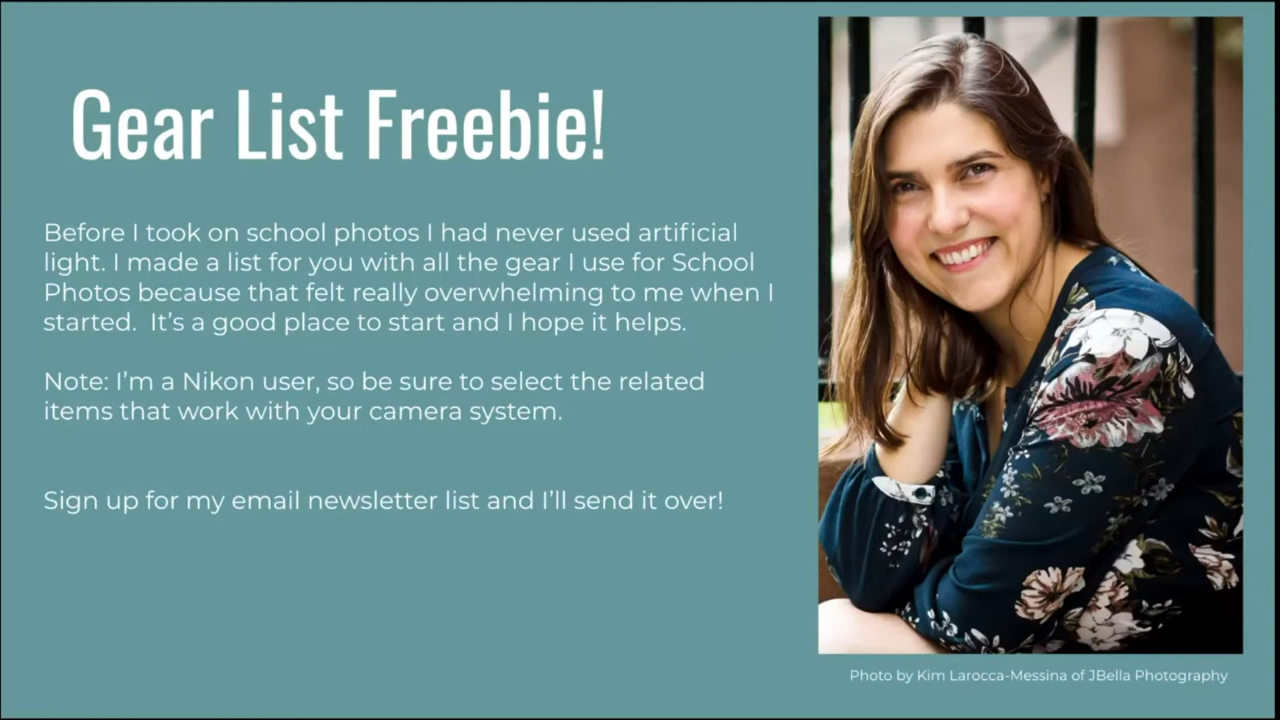 Gear List Freebie!
Before I took on school photos I had never used artificial
light. I made a list for you with all the gear I use for School
Photos because that felt really overwhelming to me when I
started.  It’s a good place to start and I hope it helps.
Note: I’m a Nikon user, so be sure to select the related
items that work with your camera system.
Sign up for my email newsletter list and I’ll send it over!
Photo by Kim Larocca-Messina of JBella Photography